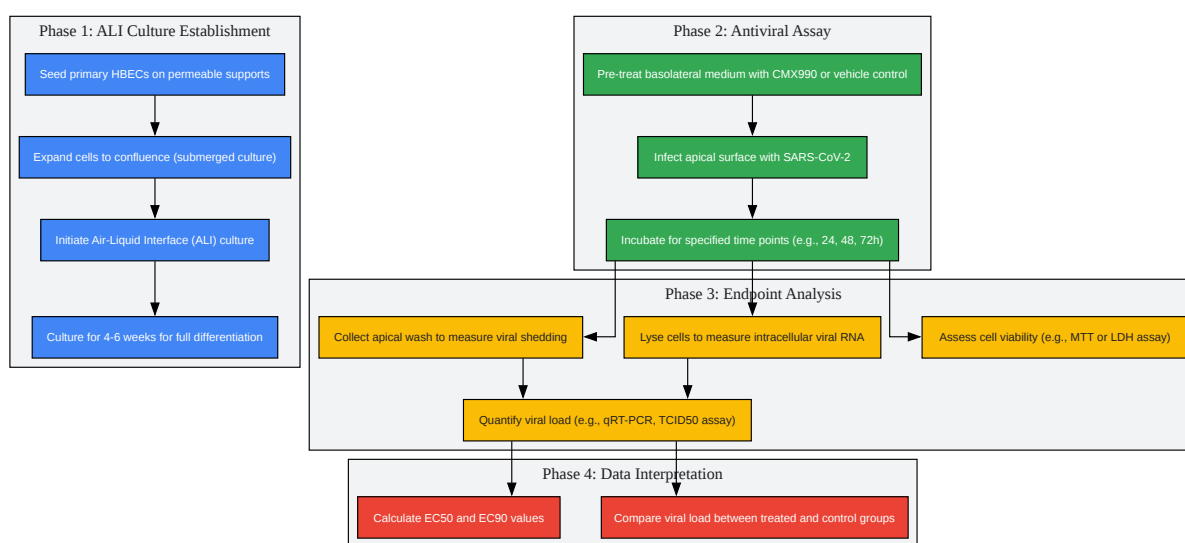 Phase 1: ALI Culture Establishment
Seed primary HBECs on permeable supports
Expand cells to confluence (submerged culture)
Initiate Air-Liquid Interface (ALI) culture
Culture for 4-6 weeks for full differentiation
Phase 2: Antiviral Assay
Pre-treat basolateral medium with CMX990 or vehicle control
Infect apical surface with SARS-CoV-2
Incubate for specified time points (e.g., 24, 48, 72h)
Phase 3: Endpoint Analysis
Collect apical wash to measure viral shedding
Lyse cells to measure intracellular viral RNA
Assess cell viability (e.g., MTT or LDH assay)
Quantify viral load (e.g., qRT-PCR, TCID50 assay)
Phase 4: Data Interpretation
Calculate EC50 and EC90 values
Compare viral load between treated and control groups